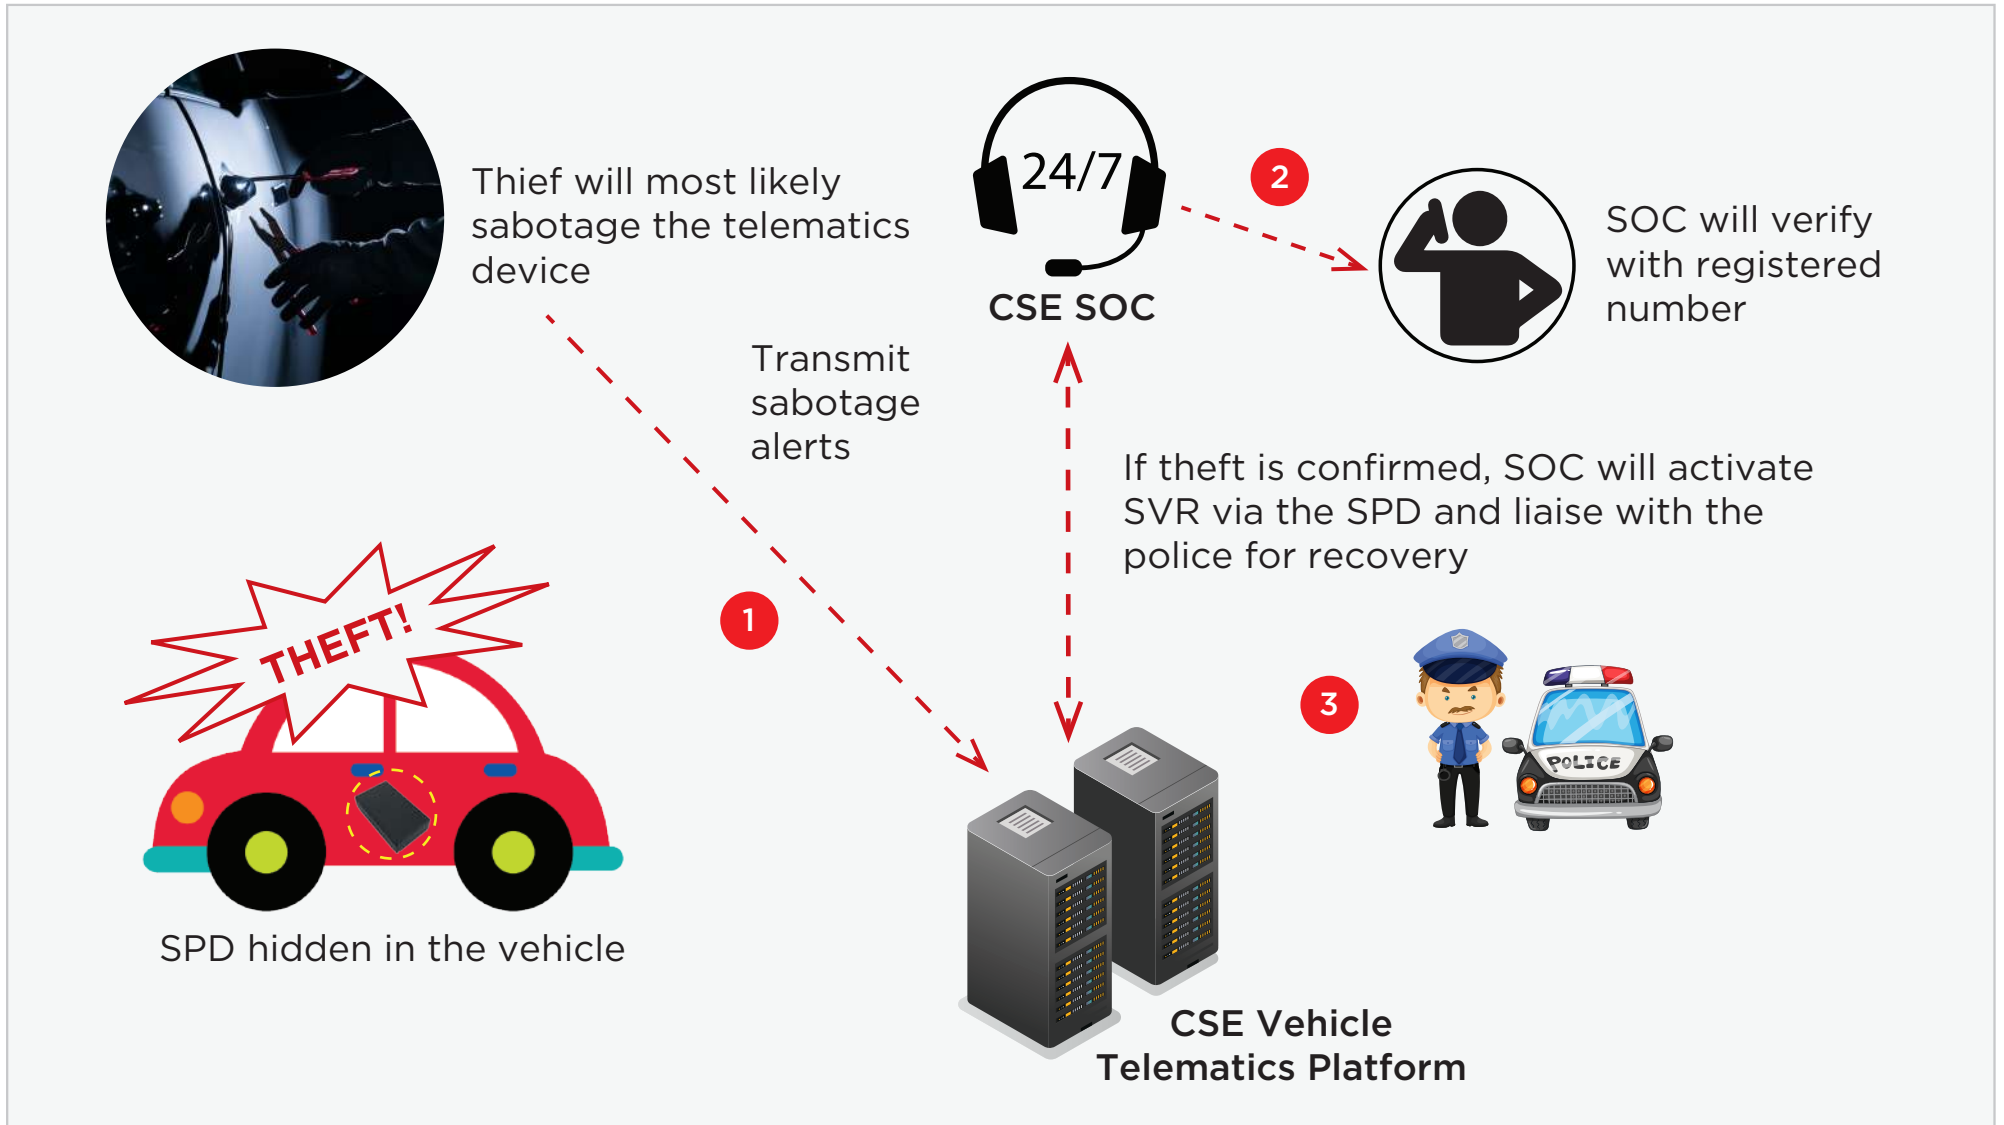 Thief will most likely
sabotage the telematics
device
24/7
CSE SOC
2
SOC will verify
with registered
number
Transmit
sabotage
alerts
If theft is confirmed, SOC will activate
SVR via the SPD and liaise with the
police for recovery
1
THEFT!
3
POLICE
SPD hidden in the vehicle
CSE Vehicle
Telematics Platform